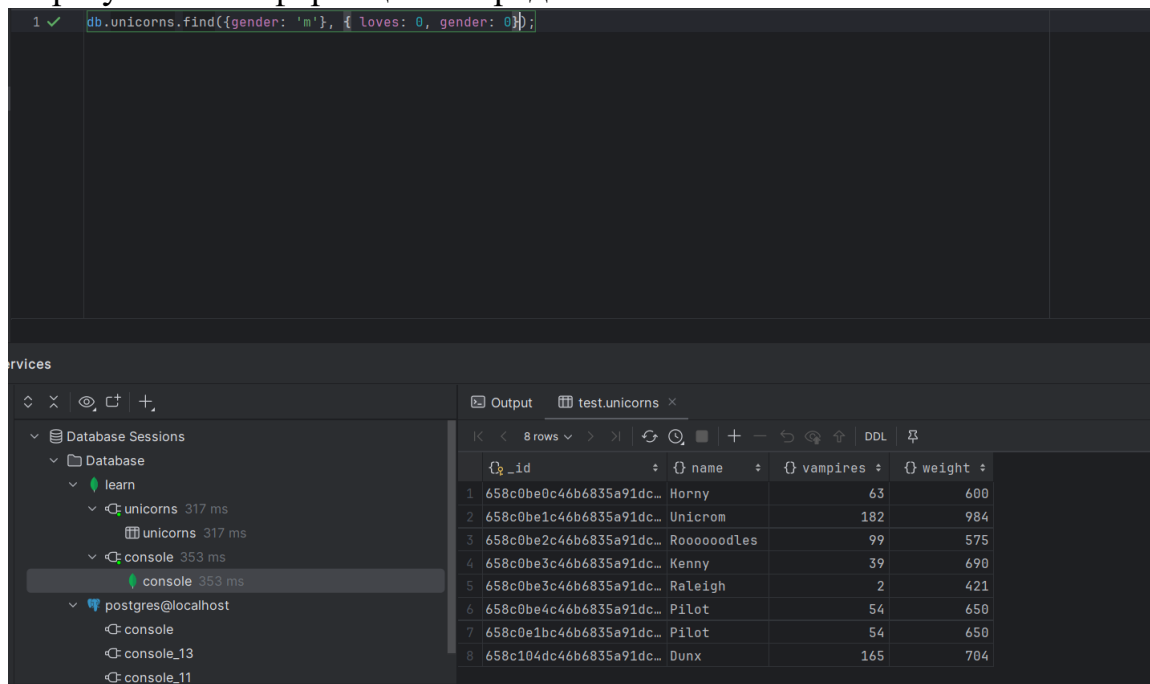 1 db.unicorns.find({gender: 'm'}, { loves: 0, gender: 0});
ervices
Output test.unicorns ×
Database Sessions
8 rows DDL
Database
_id name vampires weight
learn
1 658c0be0c46b6835a91dc… Horny 63 600
unicorns 317 ms
2 658c0be1c46b6835a91dc… Unicrom 182 984
unicorns 317 ms
3 658c0be2c46b6835a91dc… Roooooodles 99 575
console 353 ms
4 658c0be3c46b6835a91dc… Kenny 39 690
console 353 ms
5 658c0be3c46b6835a91dc… Raleigh 2 421
postgres@localhost
6 658c0be4c46b6835a91dc… Pilot 54 650
console
7 658c0e1bc46b6835a91dc… Pilot 54 650
console_13
8 658c104dc46b6835a91dc… Dunx 165 704
console_11